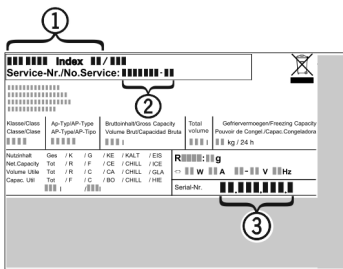 1
Index /
Service-Nr./No.Service: -
2
Klasse/Class Ap-Typ/AP-Type Bruttoinhalt/Gross Capacity Total Gefriervermoegen/Freezing Capacity
Classe/Clase AP-Type/AP-Tipo Volume Brut/Capacidad Bruta volume Pouvoir de Congel./Capac.Congeladora
l l kg / 24 h
Nutzinhalt Ges / K / G / KE / KALT / EIS
Net.Capacity Tot / R / F / CE / CHILL / ICE
Volume Utile Tot / F / C / CA / CHILL / GLA
Capac. Util Tot / F / C / BO / CHILL / HIE
l / l
R : g
W A - V Hz
Serial-Nr.
3